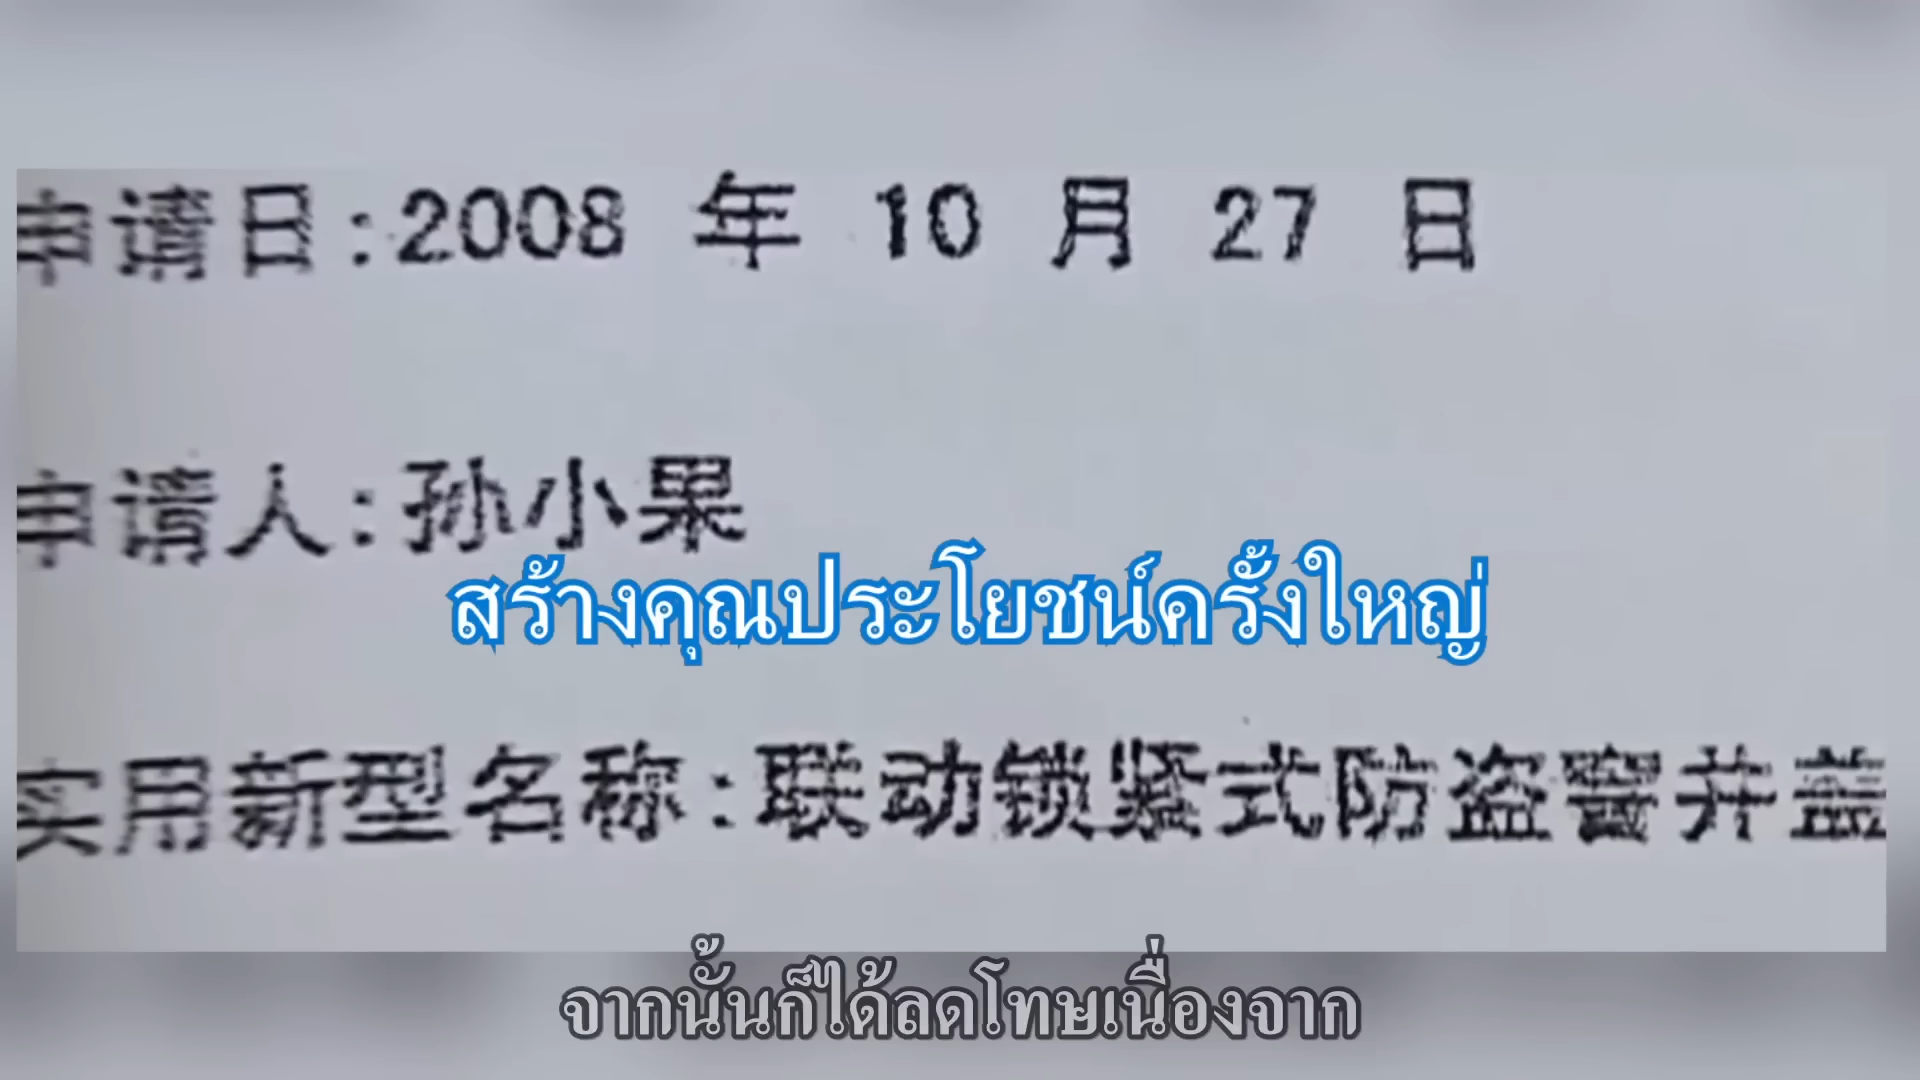 申请日:2008 年 10 月 27 日
申请人:孙小果
สร้างคุณประโยชน์ครั้งใหญ่
实用新型名称:联动锁紧式防盗窨井盖
จากนั้นก็ได้ลดโทษเนื่องจาก